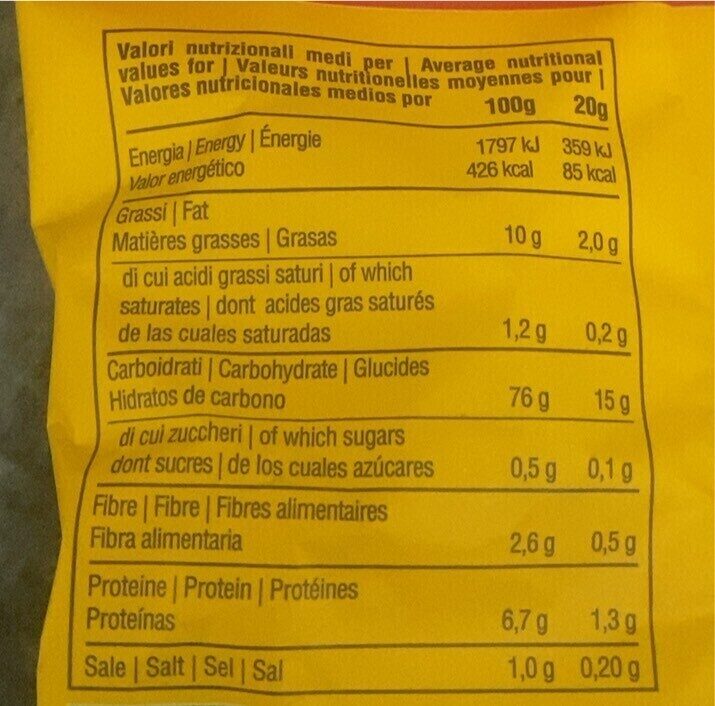 Valori nutrizionali medi per | Average nutritional
values for | Valeurs nutritionelles moyennes pour |
Valores nutricionales medios por 100g 20g
Energia | Energy | Énergie 1797 kJ 359 kJ
Valor energético 426 kcal 85 kcal
Grassi | Fat
Matières grasses | Grasas 10 g 2,0 g
di cui acidi grassi saturi | of which
saturates | dont acides gras saturés
de las cuales saturadas 1,2 g 0,2 g
Carboidrati | Carbohydrate | Glucides
Hidratos de carbono 76 g 15 g
di cui zuccheri | of which sugars
dont sucres | de los cuales azúcares 0,5 g 0,1 g
Fibre | Fibre | Fibres alimentaires
Fibra alimentaria 2,6 g 0,5 g
Proteine | Protein | Protéines
Proteínas 6,7 g 1,3 g
Sale | Salt | Sel | Sal 1,0 g 0,20 g